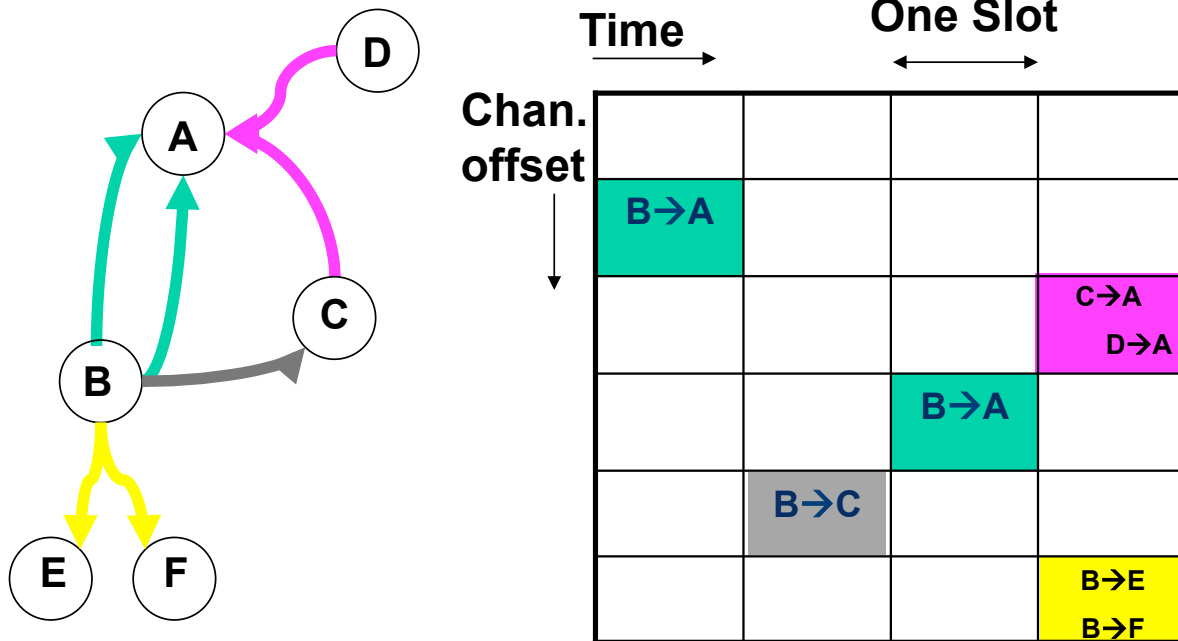 D
A
C
B
E
F
Time
One Slot
Chan.
offset
B→A
C→A
D→A
B→A
B→C
B→E
B→F